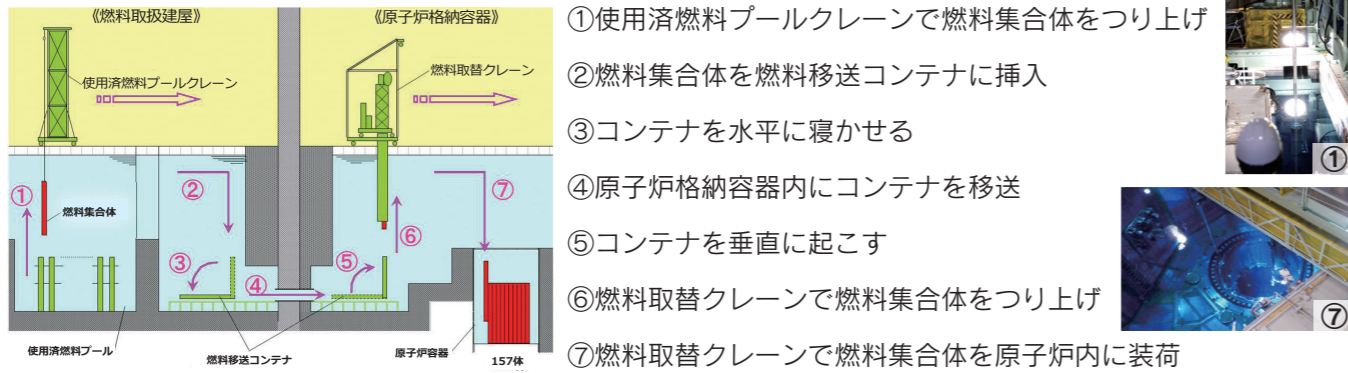 《燃料取扱建屋》
《原子炉格納容器》
使用済燃料プールクレーン
燃料取替クレーン
①
燃料集合体
②
③
④
⑤
⑥
⑦
使用済燃料プール
燃料移送コンテナ
原子炉容器
157体
①使用済燃料プールクレーンで燃料集合体をつり上げ
②燃料集合体を燃料移送コンテナに挿入
③コンテナを水平に寝かせる
④原子炉格納容器内にコンテナを移送
⑤コンテナを垂直に起こす
⑥燃料取替クレーンで燃料集合体をつり上げ
⑦燃料取替クレーンで燃料集合体を原子炉内に装荷
①
⑦